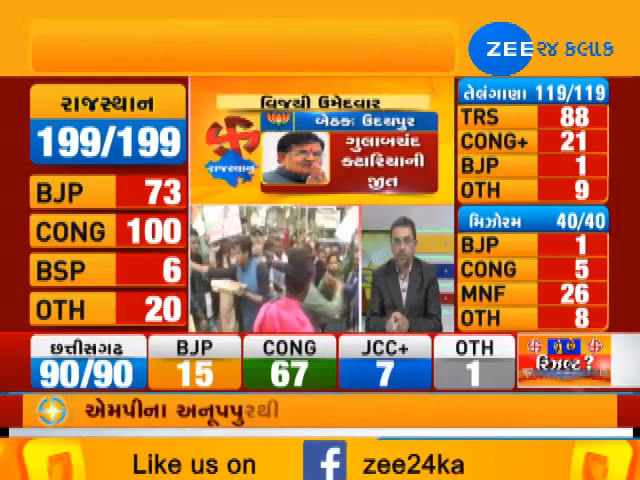 ZEE ૨૪ કલાક
રાજસ્થાન
199/199
BJP 73
CONG 100
BSP 6
OTH 20
વિજયી ઉમેદવાર
બેઠકઃ ઉદયપુર
ગુલાબચંદ
કટારિયાની
જીત
રાજસ્થાન
તેલંગાણા 119/119
TRS 88
CONG+ 21
BJP 1
OTH 9
મિઝોરમ 40/40
BJP 1
CONG 5
MNF 26
OTH 8
છત્તીસગઢ
90/90
BJP
15
CONG
67
JCC+
7
OTH
1
રિઝલ્ટ ?
એમપીના અનૂપપુરથી
Like us on f zee24ka